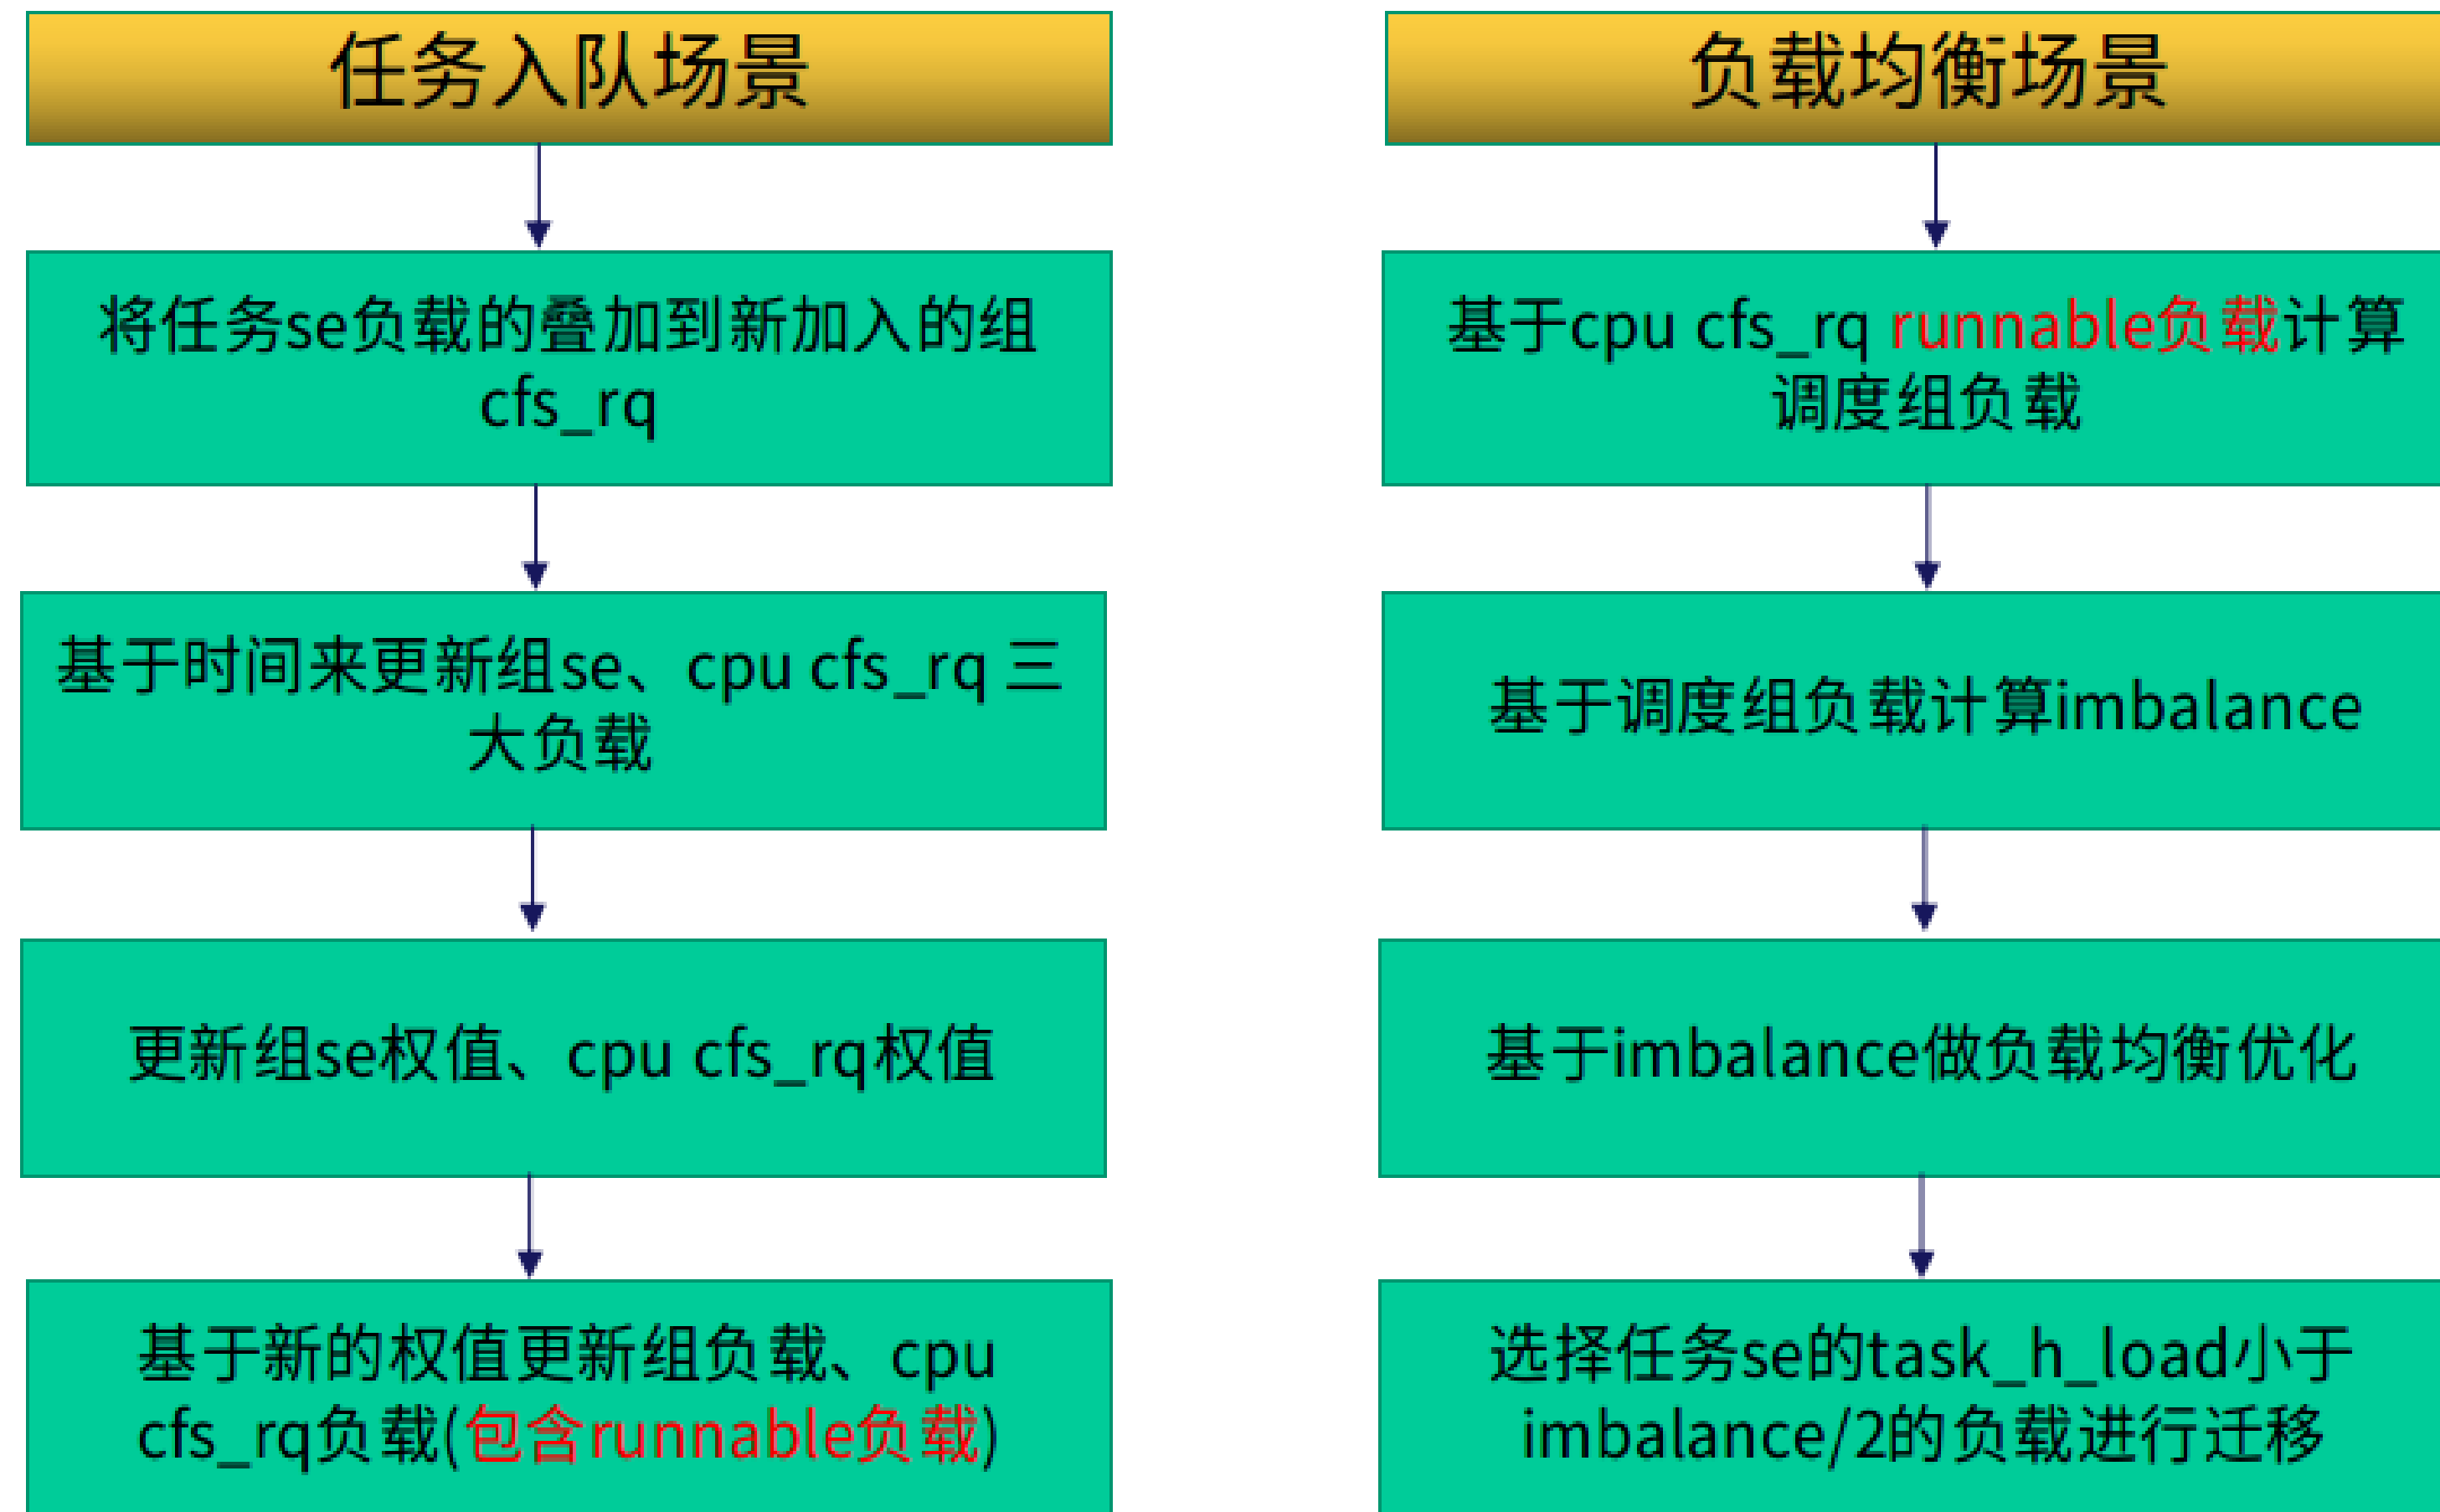 任务入队场景
将任务se负载的叠加到新加入的组
cfs_rq
基于时间来更新组se、cpu cfs_rq 三
大负载
更新组se权值、cpu cfs_rq权值
基于新的权值更新组负载、cpu
cfs_rq负载(包含runnable负载)
负载均衡场景
基于cpu cfs_rq runnable负载计算
调度组负载
基于调度组负载计算imbalance
基于imbalance做负载均衡优化
选择任务se的task_h_load小于
imbalance/2的负载进行迁移